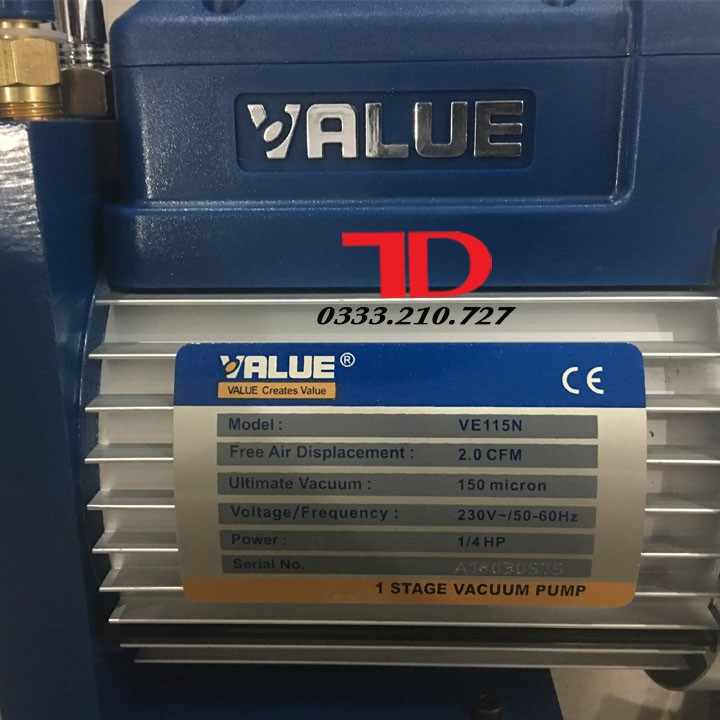 VALUE
TD
0333.210.727
VALUE®
VALUE Creates Value
CE
Model : VE115N
Free Air Displacement : 2.0 CFM
Ultimate Vacuum : 150 micron
Voltage/Frequency : 230V~/50-60Hz
Power : 1/4 HP
Serial No. A18030575
1 STAGE VACUUM PUMP